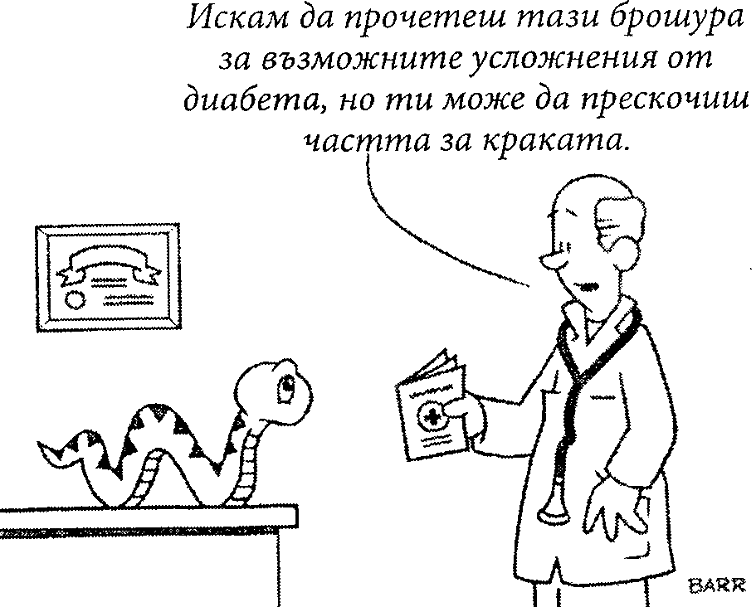 Искам да прочетеш тази брошура
за възможните усложнения от
диабета, но ти може да прескочиш
частта за краката.
BARR